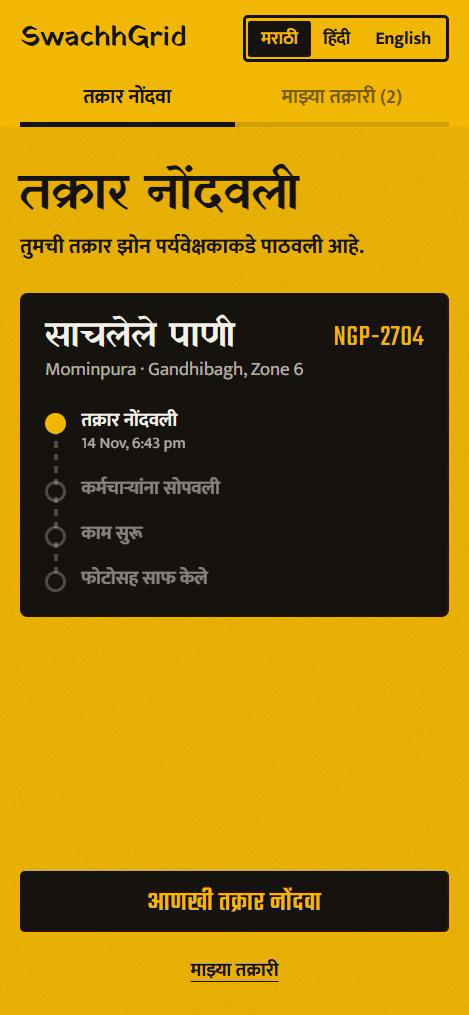 SwachhGrid
मराठी हिंदी English
तक्रार नोंदवा माझ्या तक्रारी (2)
तक्रार नोंदवली
तुमची तक्रार झोन पर्यवेक्षकाकडे पाठवली आहे.
साचलेले पाणी NGP-2704
Mominpura · Gandhibagh, Zone 6
तक्रार नोंदवली
14 Nov, 6:43 pm
कर्मचाऱ्यांना सोपवली
काम सुरू
फोटोसह साफ केले
आणखी तक्रार नोंदवा
माझ्या तक्रारी